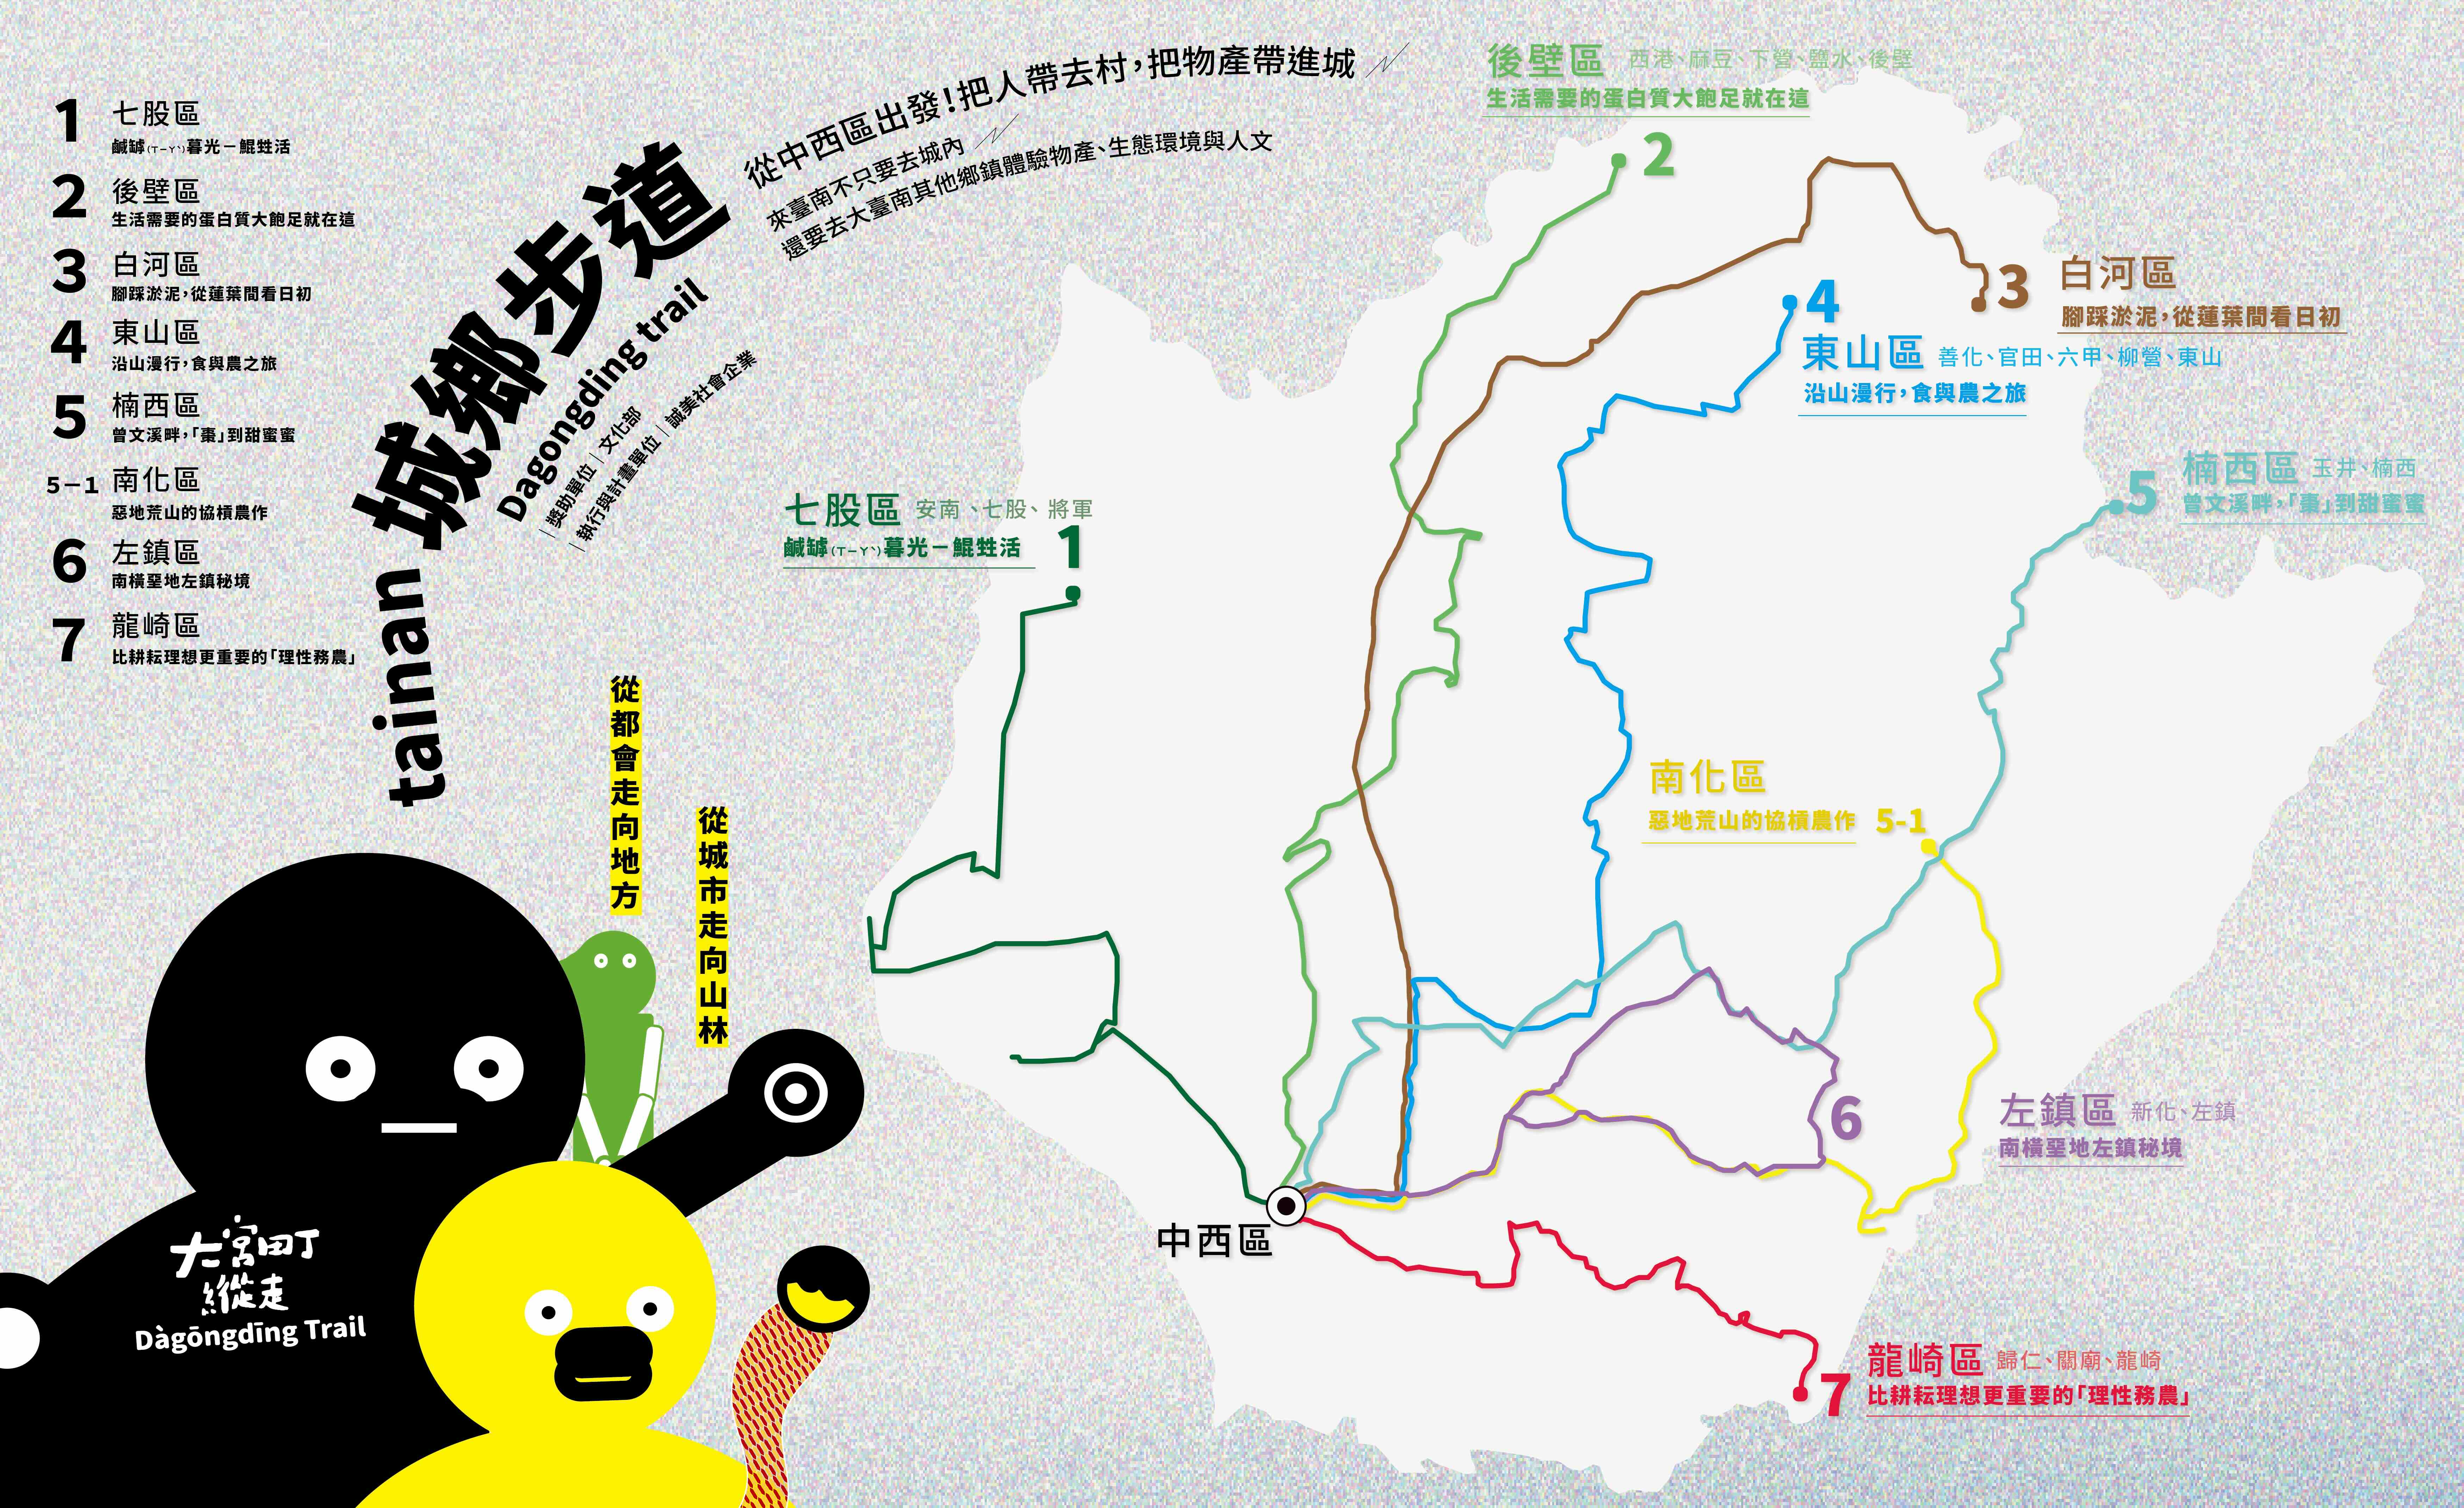 1 七股區
鹹罅(ㄒㄧㄚˋ)暮光－鯤甡活
2 後壁區
生活需要的蛋白質大飽足就在這
3 白河區
腳踩淤泥，從蓮葉間看日初
4 東山區
沿山漫行，食與農之旅
5 楠西區
曾文溪畔，「棗」到甜蜜蜜
5－1 南化區
惡地荒山的協槓農作
6 左鎮區
南橫堊地左鎮秘境
7 龍崎區
比耕耘理想更重要的「理性務農」
tainan 城鄉步道
Dagongding trail
｜獎助單位｜文化部
｜執行與計畫單位｜誠美社會企業
從中西區出發！把人帶去村，把物產帶進城
來臺南不只要去城內
還要去大臺南其他鄉鎮體驗物產、生態環境與人文
從都會走向地方
從城市走向山林
大宮田丁
縱走
Dàgōngdīng Trail
後壁區 西港、麻豆、下營、鹽水、後壁
生活需要的蛋白質大飽足就在這
2
3 白河區
腳踩淤泥，從蓮葉間看日初
4
東山區 善化、官田、六甲、柳營、東山
沿山漫行，食與農之旅
5 楠西區 玉井、楠西
曾文溪畔，「棗」到甜蜜蜜
七股區 安南、七股、將軍
鹹罅(ㄒㄧㄚˋ)暮光－鯤甡活
1
南化區
惡地荒山的協槓農作 5-1
6
左鎮區 新化、左鎮
南橫堊地左鎮秘境
中西區
7 龍崎區 歸仁、關廟、龍崎
比耕耘理想更重要的「理性務農」